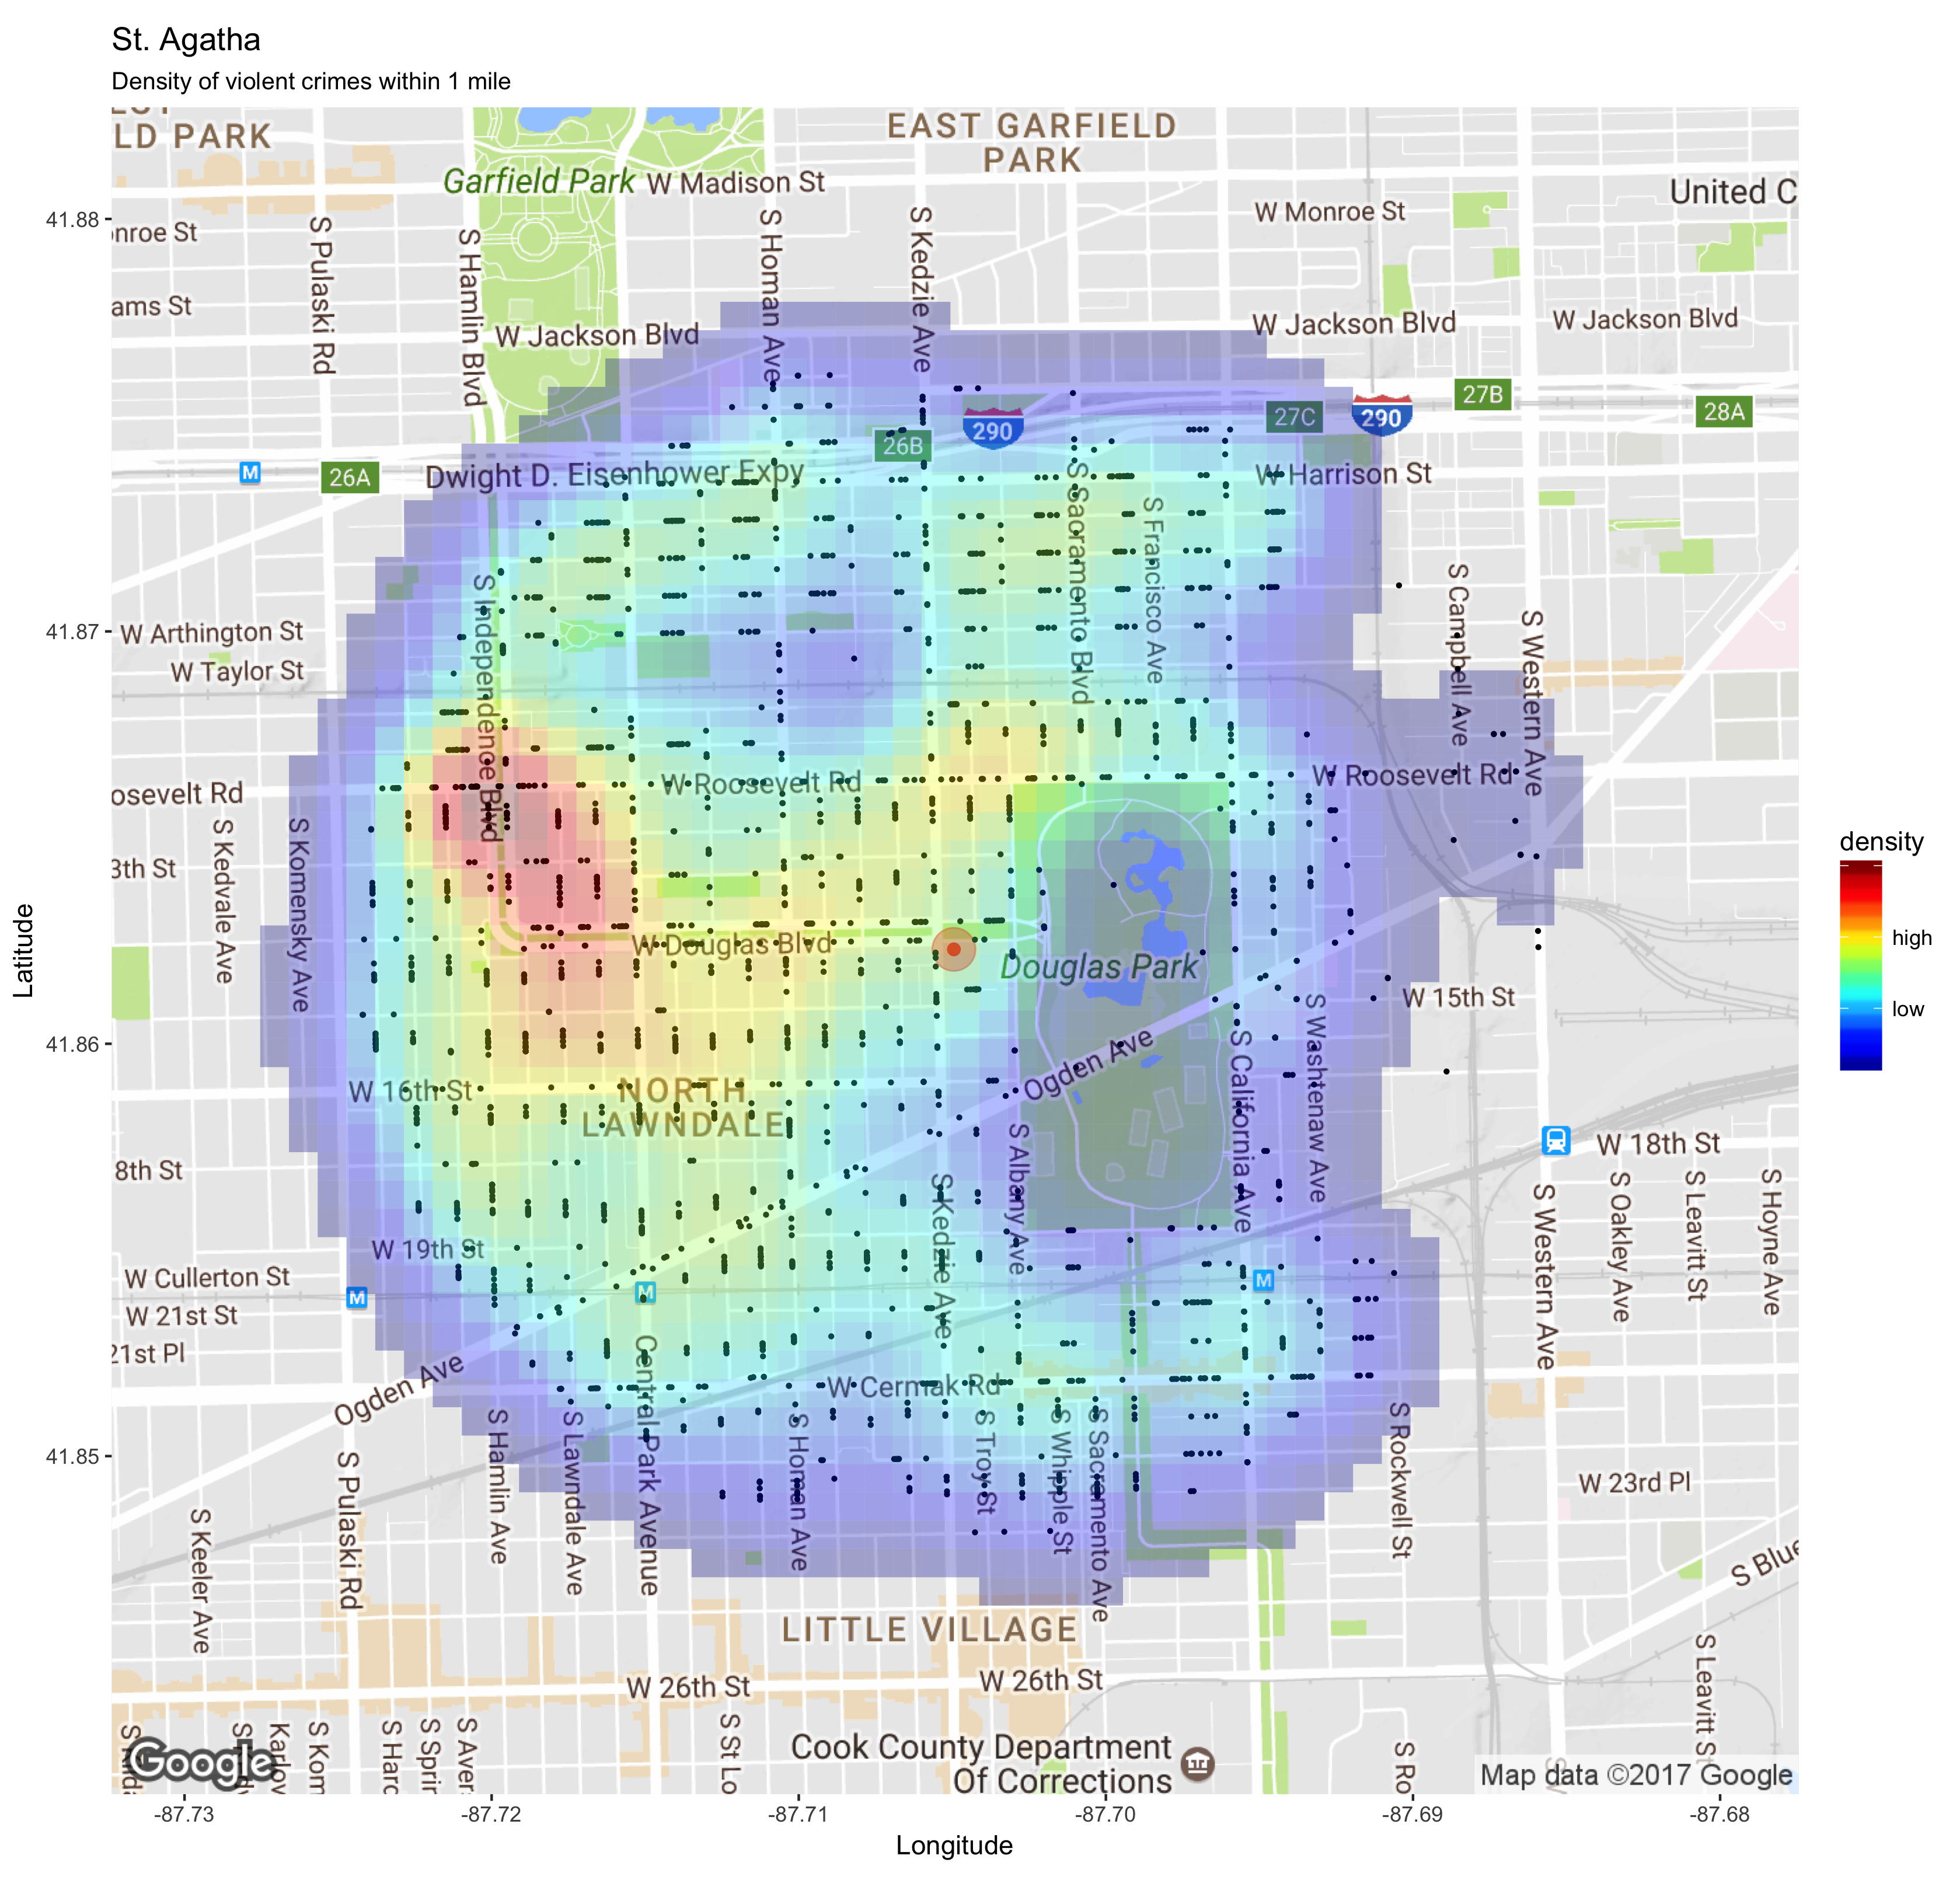 St. Agatha
Density of violent crimes within 1 mile
LD PARK
EAST GARFIELD
PARK
Garfield Park
W Madison St
United C
W Monroe St
41.88
nroe St
S Pulaski Rd
S Hamlin Blvd
S Homan Ave
S Kedzie Ave
ams St
W Jackson Blvd
W Jackson Blvd
W Jackson Blvd
27B
28A
27C
290
290
26B
M
26A
Dwight D. Eisenhower Expy
W Harrison St
S Sacramento Blvd
S Francisco Ave
S Independence Blvd
S Campbell Ave
S Western Ave
41.87
W Arthington St
W Taylor St
osevelt Rd
W Roosevelt Rd
W Roosevelt Rd
S Kedvale Ave
S Komensky Ave
3th St
density
high
low
W Douglas Blvd
Douglas Park
W 15th St
S Washtenaw Ave
Latitude
41.86
Ogden Ave
S California Ave
W 16th St
NORTH
LAWNDALE
S Albany Ave
W 18th St
8th St
S Kedzie Ave
S Western Ave
S Oakley Ave
S Leavitt St
S Hoyne Ave
W 19th St
W Cullerton St
M
M
M
W 21st St
21st Pl
Central Park Avenue
Ogden Ave
W Cermak Rd
S Hamlin Ave
S Lawndale Ave
S Homan Ave
S Troy St
S Whipple St
S Sacramento Ave
S Rockwell St
41.85
S Pulaski Rd
W 23rd Pl
S Keeler Ave
S Blue
LITTLE VILLAGE
S Leavitt St
W 26th St
W 26th St
S Kom
Karlov
S Harc
S Sprir
S Aver
S St Lo
Cook County Department
Of Corrections
S Ro
Google
Map data ©2017 Google
-87.73
-87.72
-87.71
-87.70
-87.69
-87.68
Longitude